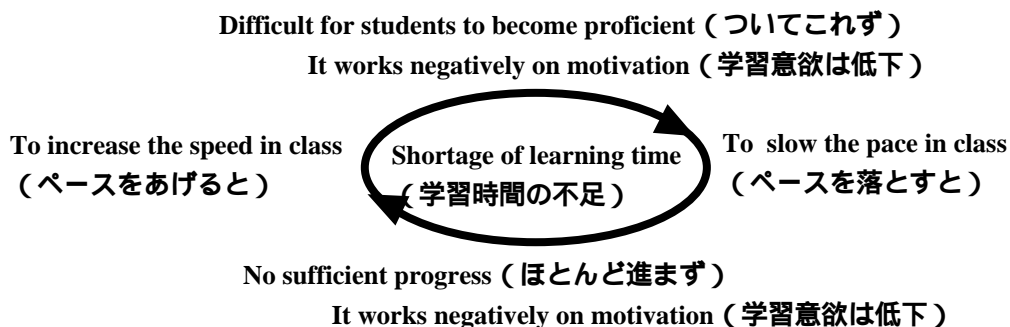 Difficult for students to become proficient（ついてこれず）
It works negatively on motivation（学習意欲は低下）
To increase the speed in class
（ペースをあげると）
Shortage of learning time
（学習時間の不足）
To slow the pace in class
（ペースを落とすと）
No sufficient progress（ほとんど進まず）
It works negatively on motivation（学習意欲は低下）